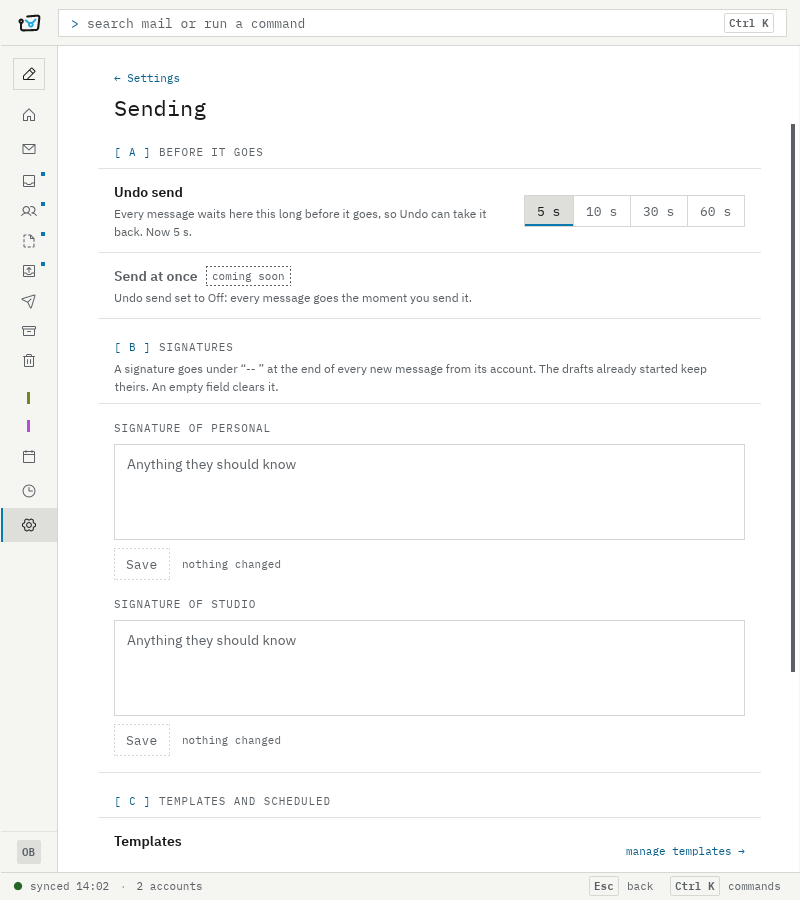 > search mail or run a command
Ctrl K
← Settings
Sending
[ A ] BEFORE IT GOES
Undo send
Every message waits here this long before it goes, so Undo can take it
back. Now 5 s.
5 s
10 s
30 s
60 s
Send at once
coming soon
Undo send set to Off: every message goes the moment you send it.
[ B ] SIGNATURES
A signature goes under “-- ” at the end of every new message from its account. The drafts already started keep
theirs. An empty field clears it.
SIGNATURE OF PERSONAL
Anything they should know
Save
nothing changed
SIGNATURE OF STUDIO
Anything they should know
Save
nothing changed
[ C ] TEMPLATES AND SCHEDULED
Templates
manage templates →
OB
synced 14:02 · 2 accounts
Esc back
Ctrl K commands